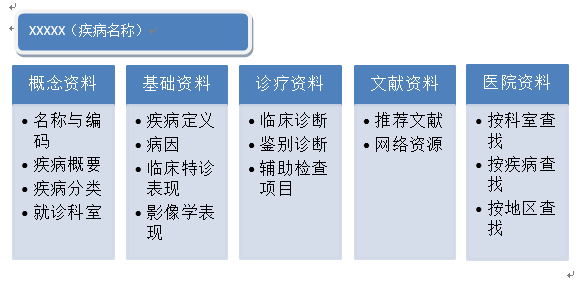 XXXXX（疾病名称）
概念资料
• 名称与编
码
• 疾病概要
• 疾病分类
• 就诊科室
基础资料
• 疾病定义
• 病因
• 临床特诊
表现
• 影像学表
现
诊疗资料
• 临床诊断
• 鉴别诊断
• 辅助检查
项目
文献资料
• 推荐文献
• 网络资源
医院资料
• 按科室查
找
• 按疾病查
找
• 按地区查
找